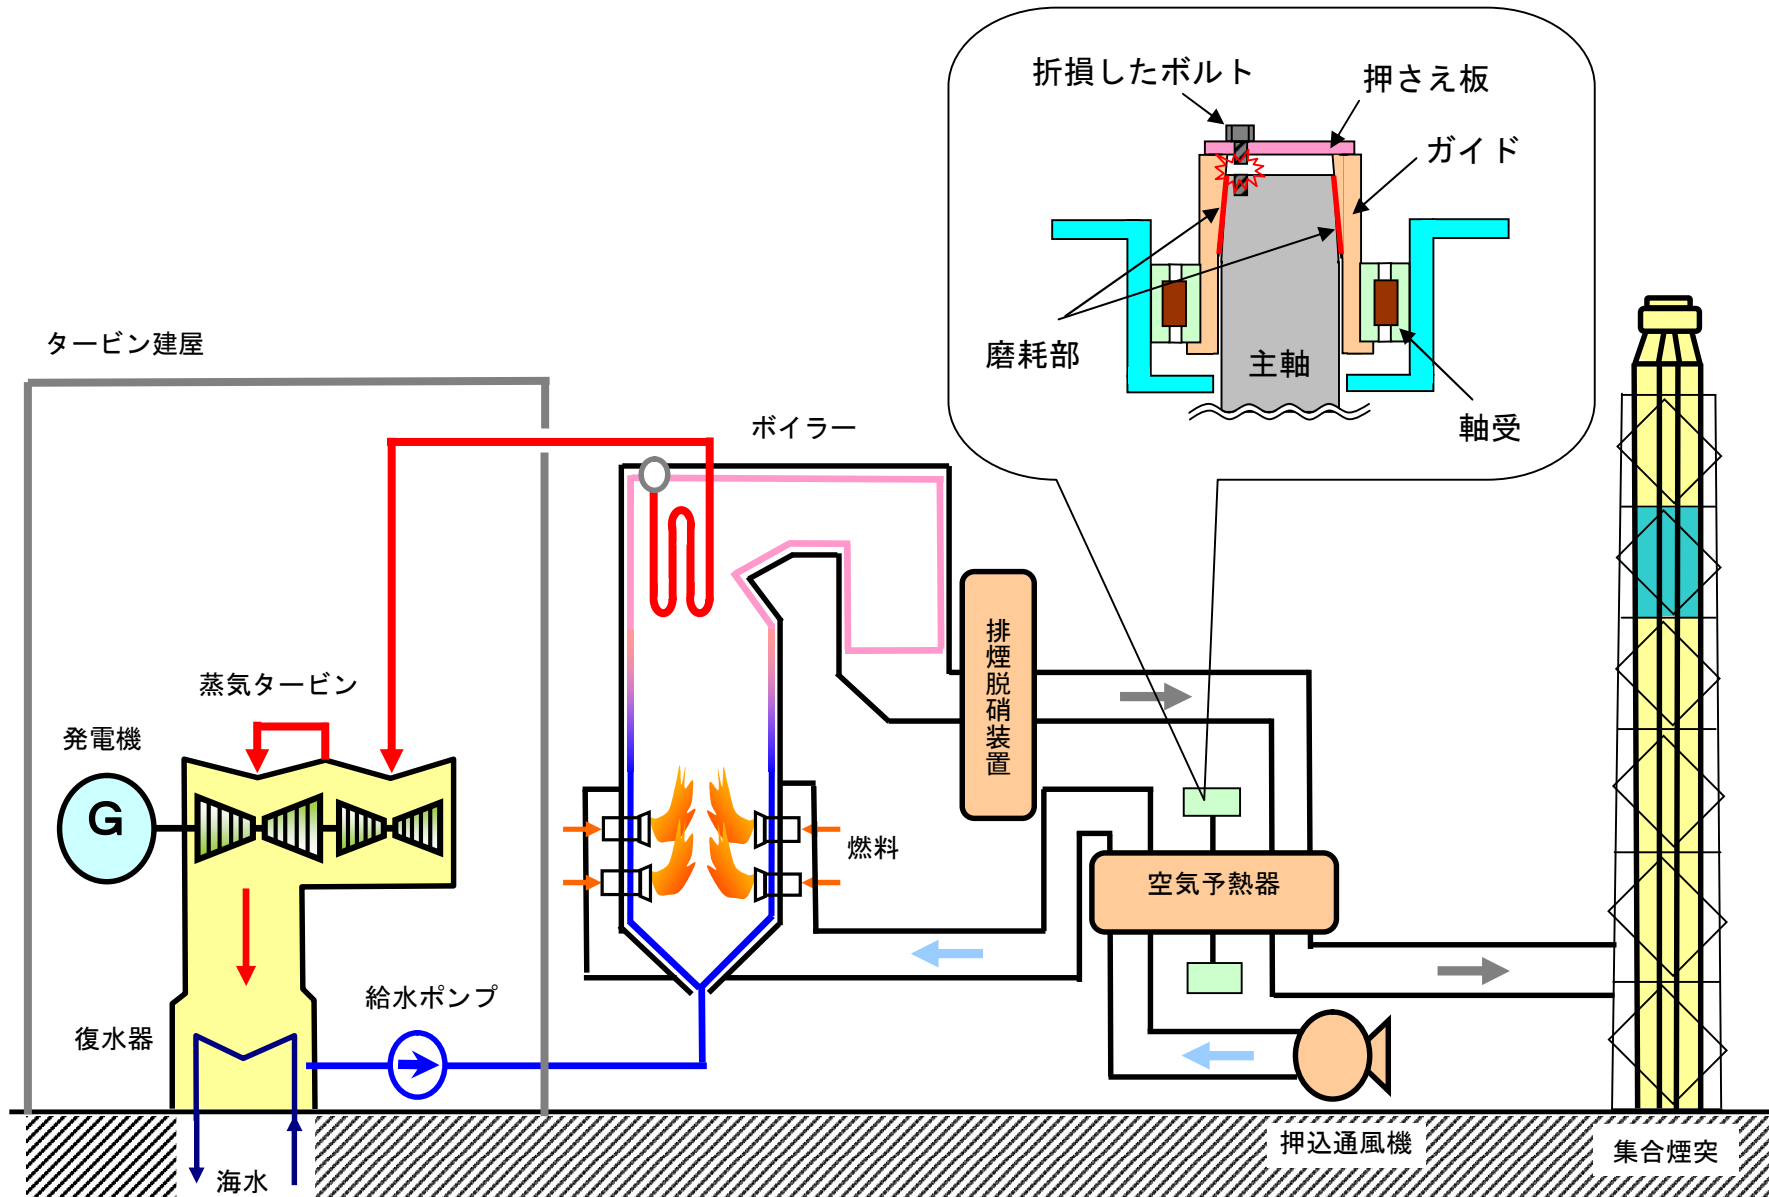 折損したボルト
押さえ板
ガイド
磨耗部
主軸
軸受
タービン建屋
ボイラー
蒸気タービン
発電機
G
排煙脱硝装置
燃料
空気予熱器
給水ポンプ
復水器
海水
押込通風機
集合煙突